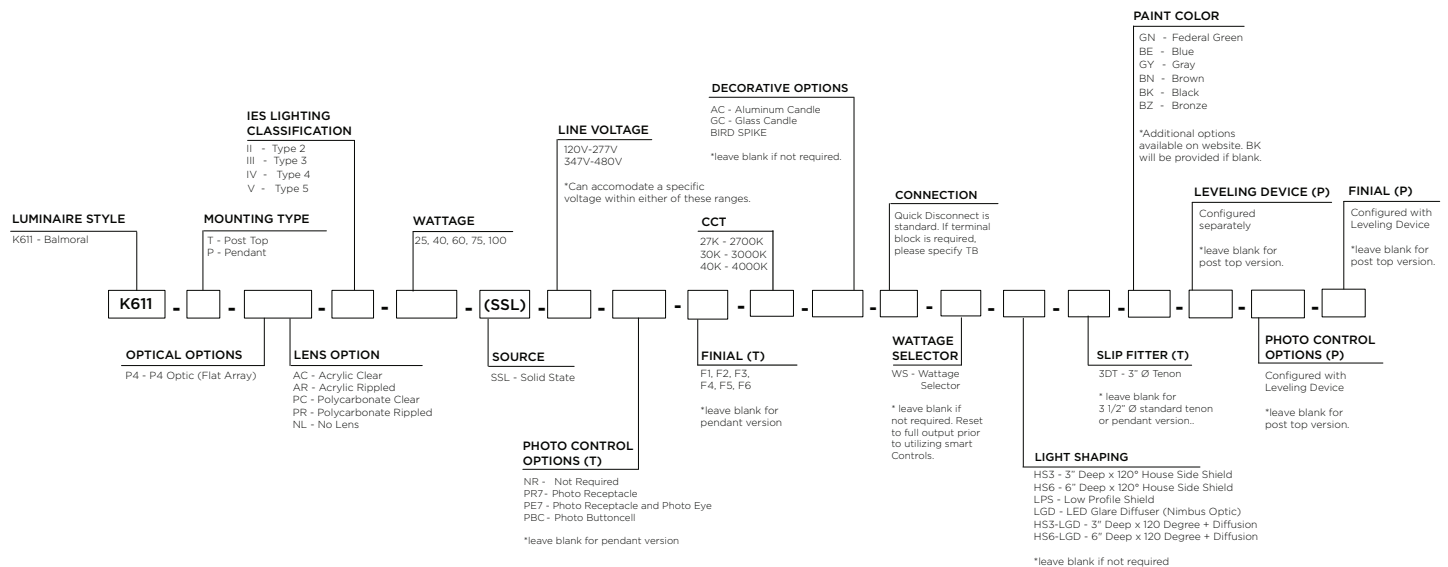 PAINT COLOR
GN - Federal Green
BE - Blue
GY - Gray
BN - Brown
BK - Black
BZ - Bronze
*Additional options
available on website. BK
will be provided if blank.
DECORATIVE OPTIONS
AC - Aluminum Candle
GC - Glass Candle
BIRD SPIKE
*leave blank if not required.
IES LIGHTING
CLASSIFICATION
II - Type 2
III - Type 3
IV - Type 4
V - Type 5
LINE VOLTAGE
120V-277V
347V-480V
*Can accomodate a specific
voltage within either of these ranges.
CONNECTION
Quick Disconnect is
standard. If terminal
block is required,
please specify TB
LEVELING DEVICE (P)
Configured
separately
*leave blank for
post top version.
FINIAL (P)
Configured with
Leveling Device
*leave blank for
post top version.
LUMINAIRE STYLE
K611 - Balmoral
MOUNTING TYPE
T - Post Top
P - Pendant
WATTAGE
25, 40, 60, 75, 100
CCT
27K - 2700K
30K - 3000K
40K - 4000K
K611 - - - - - (SSL) - - - - - - - - - - - - -
OPTICAL OPTIONS
P4 - P4 Optic (Flat Array)
LENS OPTION
AC - Acrylic Clear
AR - Acrylic Rippled
PC - Polycarbonate Clear
PR - Polycarbonate Rippled
NL - No Lens
SOURCE
SSL - Solid State
PHOTO CONTROL
OPTIONS (T)
NR - Not Required
PR7- Photo Receptacle
PE7 - Photo Receptacle and Photo Eye
PBC - Photo Buttoncell
*leave blank for pendant version
FINIAL (T)
F1, F2, F3,
F4, F5, F6
*leave blank for
pendant version
WATTAGE
SELECTOR
WS - Wattage
Selector
* leave blank if
not required. Reset
to full output prior
to utilizing smart
Controls.
LIGHT SHAPING
HS3 - 3” Deep x 120° House Side Shield
HS6 - 6” Deep x 120° House Side Shield
LPS - Low Profile Shield
LGD - LED Glare Diffuser (Nimbus Optic)
HS3-LGD - 3” Deep x 120 Degree + Diffusion
HS6-LGD - 6” Deep x 120 Degree + Diffusion
*leave blank if not required
SLIP FITTER (T)
3DT - 3” Ø Tenon
* leave blank for
3 1/2” Ø standard tenon
or pendant version..
PHOTO CONTROL
OPTIONS (P)
Configured with
Leveling Device
*leave blank for
post top version.